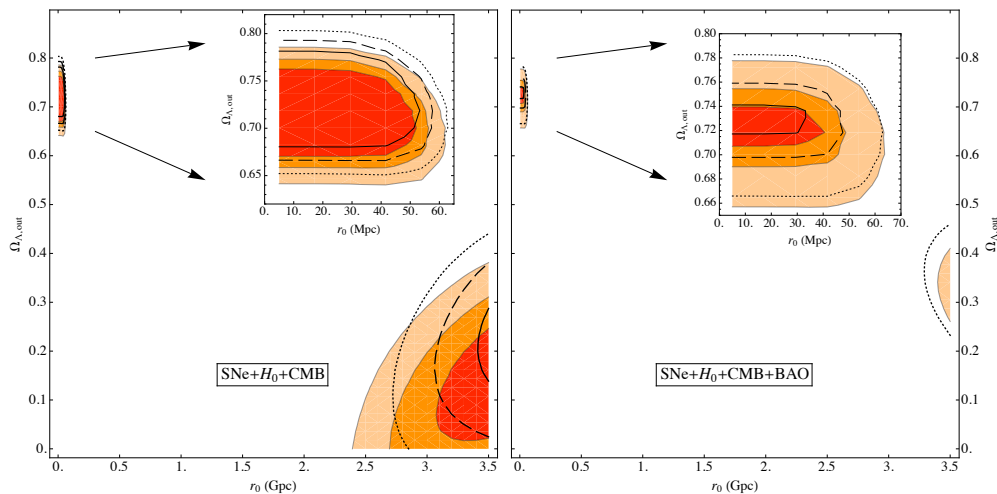 0.80
0.75
0.70
0.65
Ω_Λ,out
0. 10. 20. 30. 40. 50. 60.
r₀ (Mpc)
0.8
0.7
0.6
0.5
0.4
0.3
0.2
0.1
0.
Ω_Λ,out
SNe+H₀+CMB
0. 0.5 1. 1.5 2. 2.5 3. 3.5
r₀ (Gpc)
0.80
0.78
0.76
0.74
0.72
0.70
0.68
0.66
Ω_Λ,out
0. 10. 20. 30. 40. 50. 60. 70.
r₀ (Mpc)
SNe+H₀+CMB+BAO
0.8
0.7
0.6
0.5
0.4
0.3
0.2
0.1
0.
Ω_Λ,out
0. 0.5 1. 1.5 2. 2.5 3. 3.5
r₀ (Gpc)